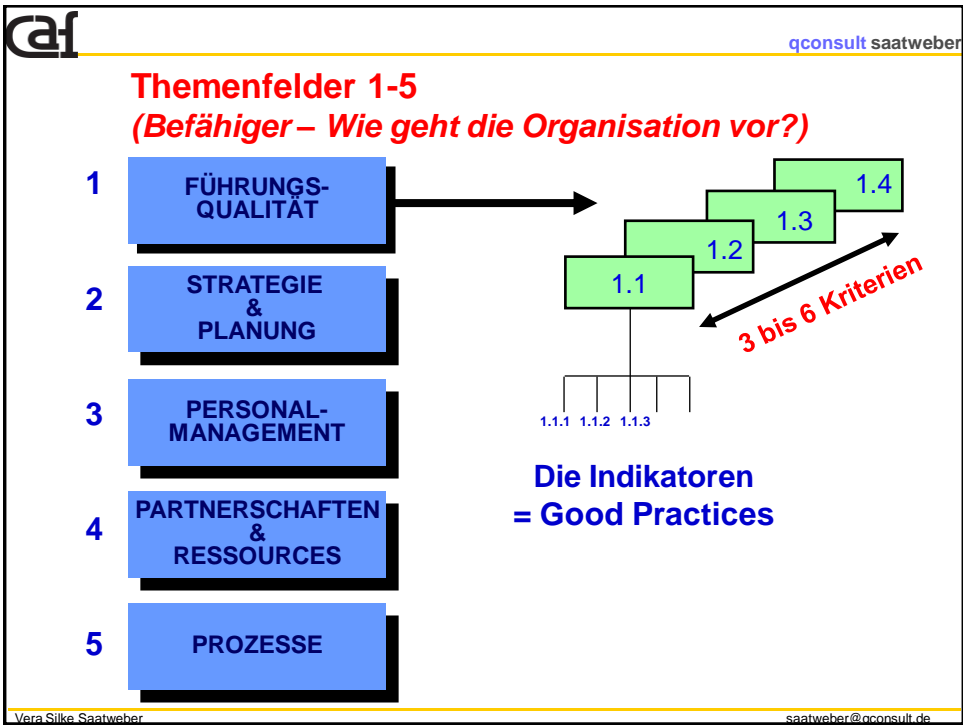 caf
qconsult saatweber
Themenfelder 1-5
(Befähiger – Wie geht die Organisation vor?)
1
FÜHRUNGS-
QUALITÄT
2
STRATEGIE
&
PLANUNG
3
PERSONAL-
MANAGEMENT
4
PARTNERSCHAFTEN
&
RESSOURCES
5
PROZESSE
1.4
1.3
1.2
1.1
3 bis 6 Kriterien
1.1.1 1.1.2 1.1.3
Die Indikatoren
= Good Practices
Vera Silke Saatweber
saatweber@qconsult.de